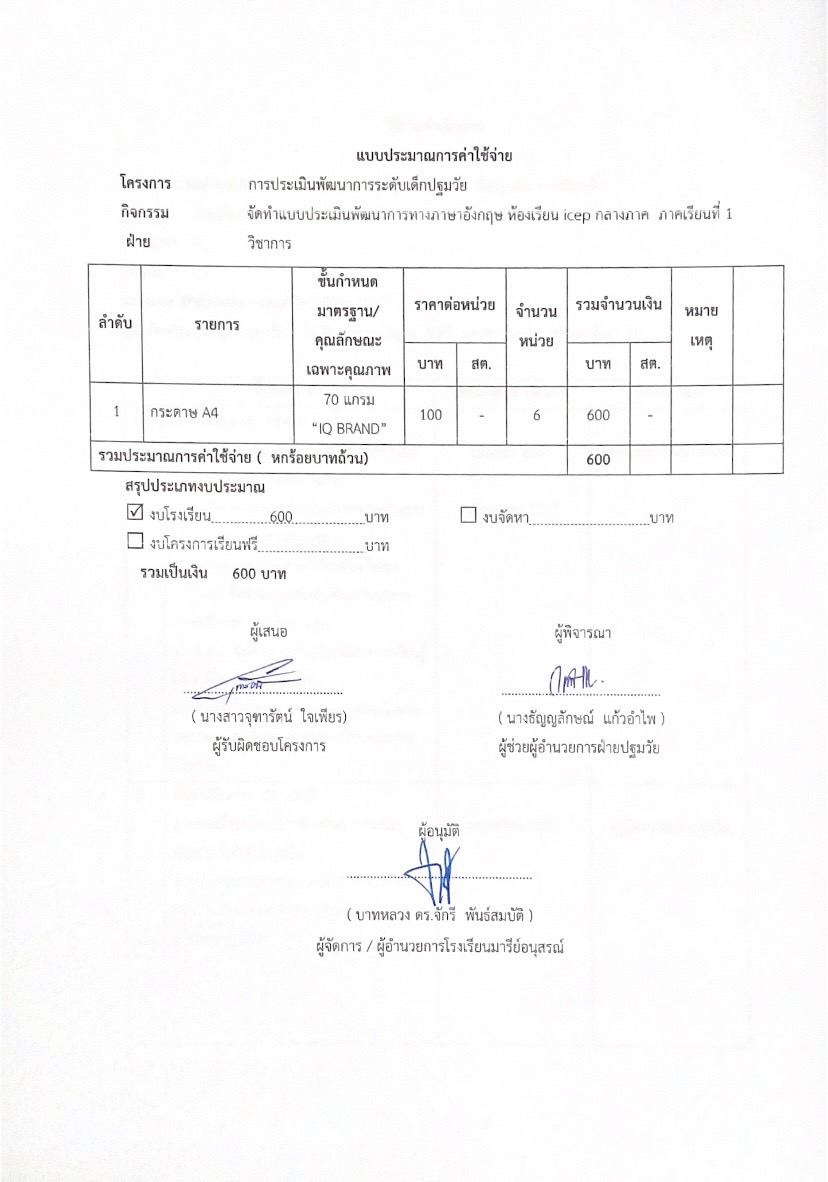 แบบประมาณการค่าใช้จ่าย
โครงการ การประเมินพัฒนาการระดับเด็กปฐมวัย
กิจกรรม จัดทำแบบประเมินพัฒนาการทางภาษาอังกฤษ ห้องเรียน icep กลางภาค ภาคเรียนที่ 1
ฝ่าย วิชาการ
ลำดับ รายการ ขั้นกำหนด มาตรฐาน/ คุณลักษณะ เฉพาะคุณภาพ ราคาต่อหน่วย จำนวน หน่วย รวมจำนวนเงิน หมาย เหตุ
บาท สต. บาท สต.
1 กระดาษ A4 70 แกรม "IQ BRAND" 100 - 6 600 -
รวมประมาณการค่าใช้จ่าย ( หกร้อยบาทถ้วน) 600
สรุปประเภทงบประมาณ
☑ งบโรงเรียน 600 บาท ☐ งบจัดหา บาท
☐ งบโครงการเรียนฟรี บาท
รวมเป็นเงิน 600 บาท
ผู้เสนอ ผู้พิจารณา
( นางสาวจุฑารัตน์ ใจเพียร) ( นางธัญญลักษณ์ แก้วอำไพ )
ผู้รับผิดชอบโครงการ ผู้ช่วยผู้อำนวยการฝ่ายปฐมวัย
ผู้อนุมัติ
( บาทหลวง ดร.จักรี พันธ์สมบัติ )
ผู้จัดการ / ผู้อำนวยการโรงเรียนมารีย์อนุสรณ์